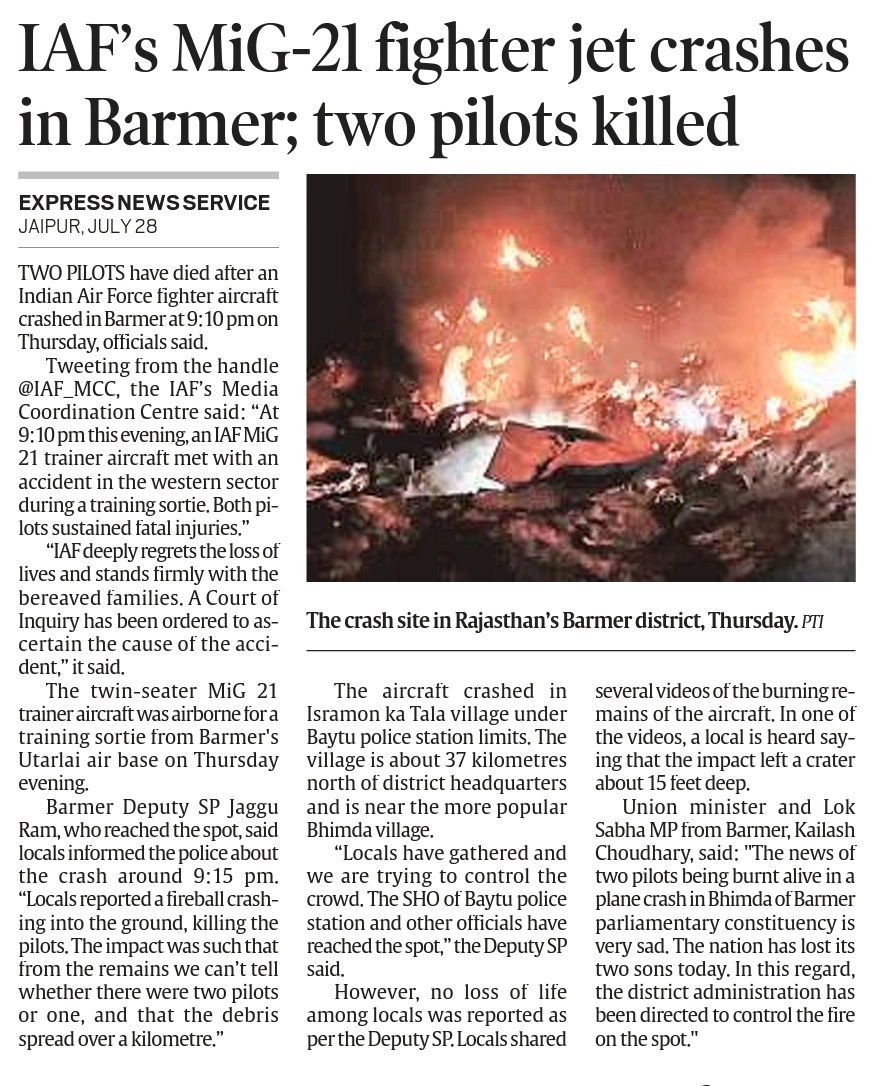 IAF's MiG-21 fighter jet crashes
in Barmer; two pilots killed
EXPRESS NEWS SERVICE
JAIPUR, JULY 28
TWO PILOTS have died after an
Indian Air Force fighter aircraft
crashed in Barmer at 9:10 pm on
Thursday, officials said.
Tweeting from the handle
@IAF_MCC, the IAF's Media
Coordination Centre said: “At
9:10 pm this evening, an IAF MiG
21 trainer aircraft met with an
accident in the western sector
during a training sortie. Both pi-
lots sustained fatal injuries.”
“IAF deeply regrets the loss of
lives and stands firmly with the
bereaved families. A Court of
Inquiry has been ordered to as-
certain the cause of the acci-
dent,” it said.
The twin-seater MiG 21
trainer aircraft was airborne for a
training sortie from Barmer's
Utarlai air base on Thursday
evening.
Barmer Deputy SP Jaggu
Ram, who reached the spot, said
locals informed the police about
the crash around 9:15 pm.
“Locals reported a fireball crash-
ing into the ground, killing the
pilots. The impact was such that
from the remains we can't tell
whether there were two pilots
or one, and that the debris
spread over a kilometre.”
The crash site in Rajasthan's Barmer district, Thursday. PTI
The aircraft crashed in
Isramon ka Tala village under
Baytu police station limits. The
village is about 37 kilometres
north of district headquarters
and is near the more popular
Bhimda village.
“Locals have gathered and
we are trying to control the
crowd. The SHO of Baytu police
station and other officials have
reached the spot,” the Deputy SP
said.
However, no loss of life
among locals was reported as
per the Deputy SP. Locals shared
several videos of the burning re-
mains of the aircraft. In one of
the videos, a local is heard say-
ing that the impact left a crater
about 15 feet deep.
Union minister and Lok
Sabha MP from Barmer, Kailash
Choudhary, said: "The news of
two pilots being burnt alive in a
plane crash in Bhimda of Barmer
parliamentary constituency is
very sad. The nation has lost its
two sons today. In this regard,
the district administration has
been directed to control the fire
on the spot."